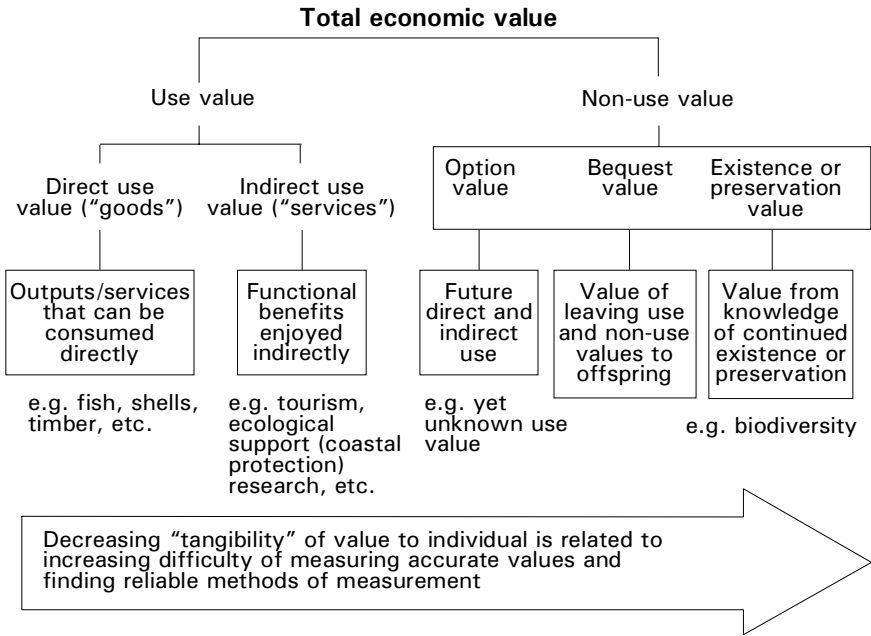 Total economic value
Use value
Non-use value
Direct use
value (“goods”)
Indirect use
value (“services”)
Option
value
Bequest
value
Existence or
preservation
value
Outputs/services
that can be
consumed
directly
Functional
benefits
enjoyed
indirectly
Future
direct and
indirect
use
Value of
leaving use
and non-use
values to
offspring
Value from
knowledge
of continued
existence or
preservation
e.g. fish, shells,
timber, etc.
e.g. tourism,
ecological
support (coastal
protection)
research, etc.
e.g. yet
unknown use
value
e.g. biodiversity
Decreasing “tangibility” of value to individual is related to
increasing difficulty of measuring accurate values and
finding reliable methods of measurement